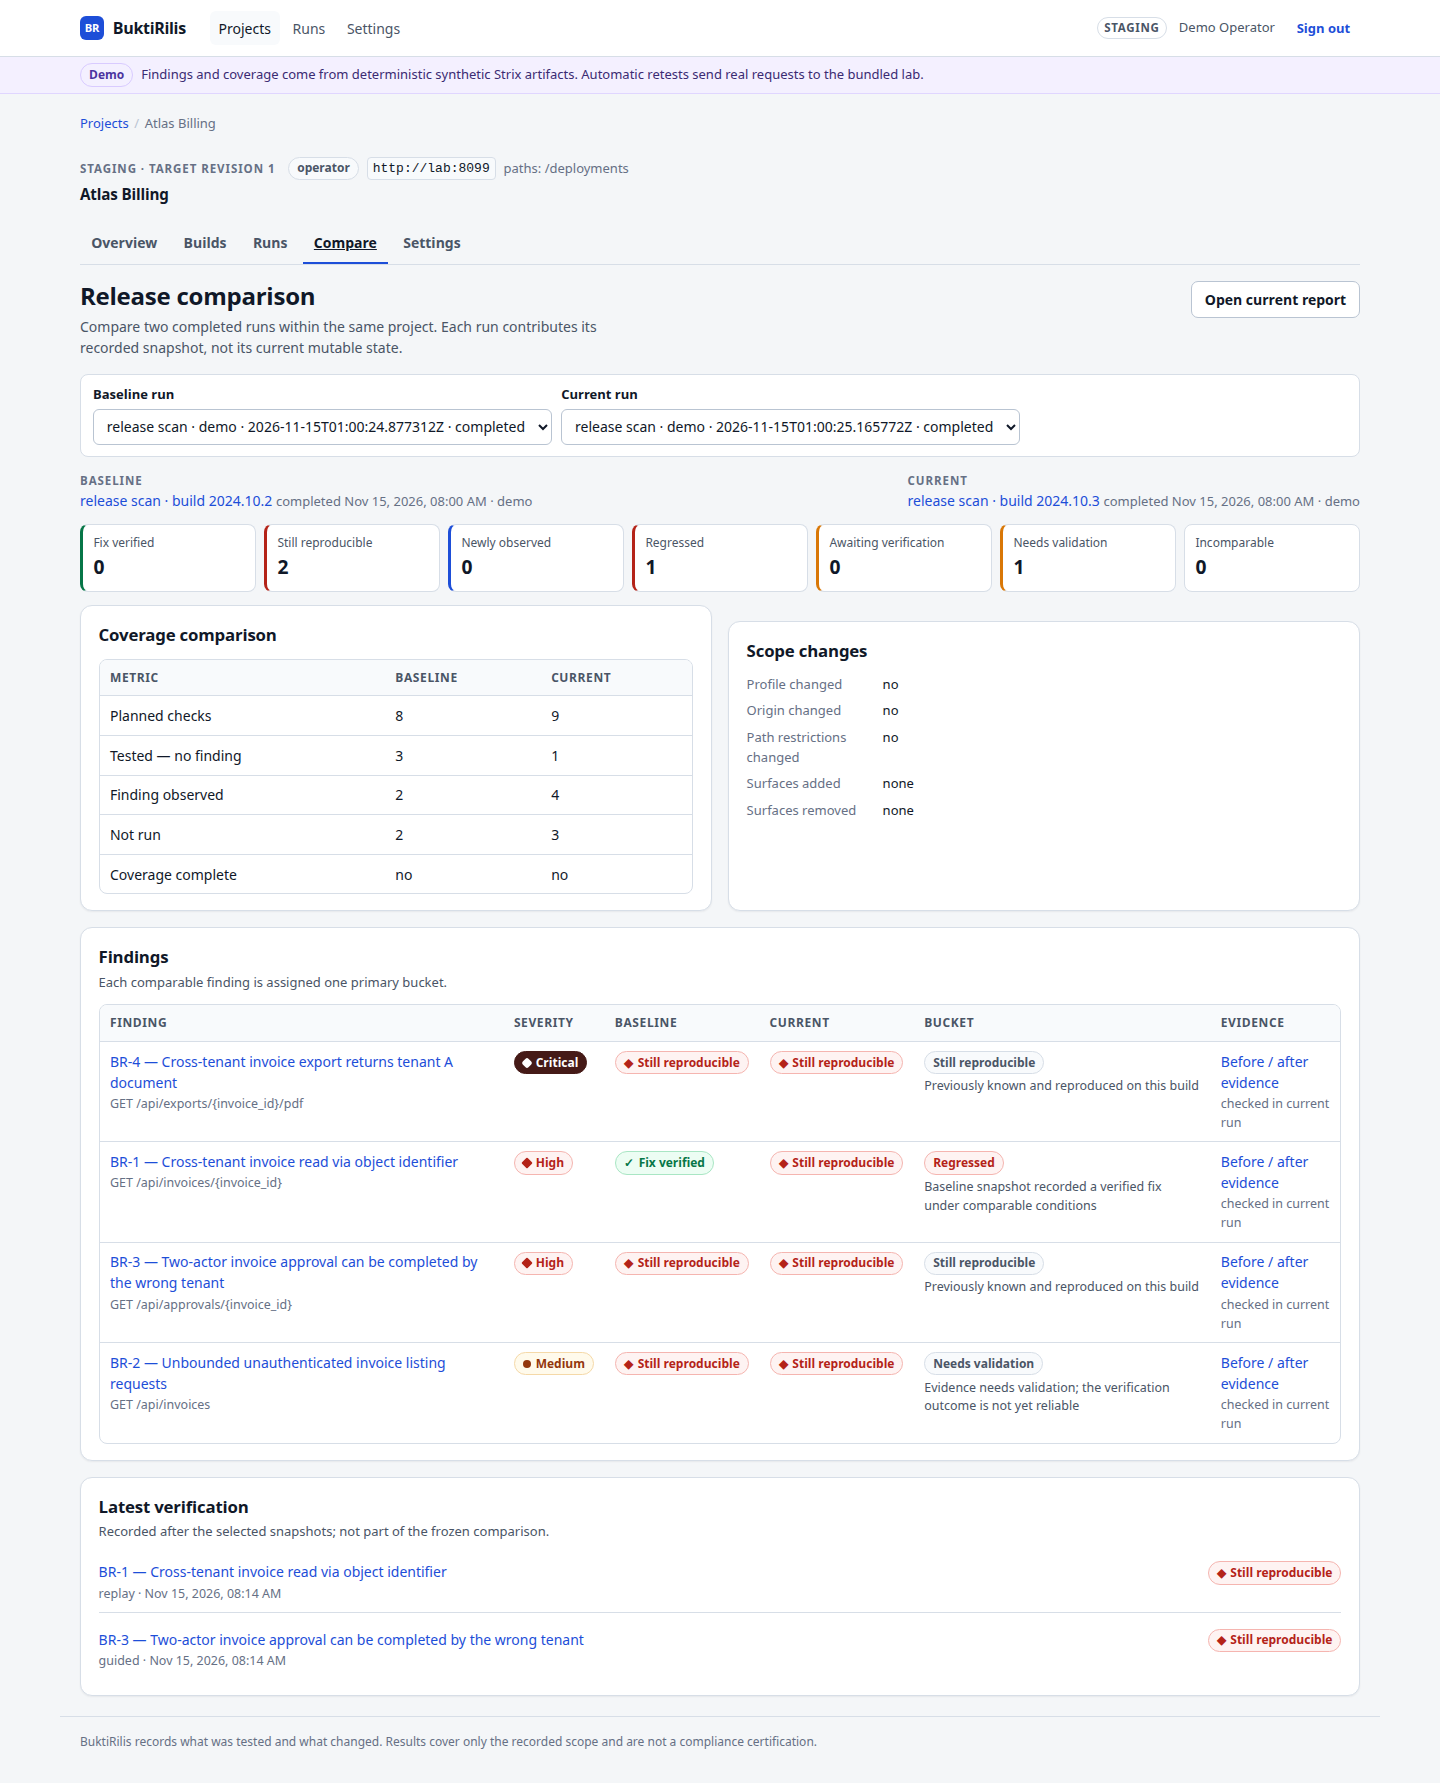 BR BuktiRilis Projects Runs Settings STAGING Demo Operator Sign out
Demo Findings and coverage come from deterministic synthetic Strix artifacts. Automatic retests send real requests to the bundled lab.
Projects / Atlas Billing
STAGING · TARGET REVISION 1 operator http://lab:8099 paths: /deployments
Atlas Billing
Overview Builds Runs Compare Settings
Release comparison
Open current report
Compare two completed runs within the same project. Each run contributes its
recorded snapshot, not its current mutable state.
Baseline run Current run
release scan · demo · 2026-11-15T01:00:24.877312Z · completed release scan · demo · 2026-11-15T01:00:25.165772Z · completed
BASELINE CURRENT
release scan · build 2024.10.2 completed Nov 15, 2026, 08:00 AM · demo release scan · build 2024.10.3 completed Nov 15, 2026, 08:00 AM · demo
Fix verified Still reproducible Newly observed Regressed Awaiting verification Needs validation Incomparable
0 2 0 1 0 1 0
Coverage comparison
METRIC BASELINE CURRENT
Planned checks 8 9
Tested — no finding 3 1
Finding observed 2 4
Not run 2 3
Coverage complete no no
Scope changes
Profile changed no
Origin changed no
Path restrictions no
changed
Surfaces added none
Surfaces removed none
Findings
Each comparable finding is assigned one primary bucket.
FINDING SEVERITY BASELINE CURRENT BUCKET EVIDENCE
BR-4 — Cross-tenant invoice export returns tenant A Critical Still reproducible Still reproducible Still reproducible Before / after
document Previously known and reproduced on this build evidence
GET /api/exports/{invoice_id}/pdf checked in current
run
BR-1 — Cross-tenant invoice read via object identifier High ✓ Fix verified Still reproducible Regressed Before / after
GET /api/invoices/{invoice_id} Baseline snapshot recorded a verified fix evidence
under comparable conditions checked in current
run
BR-3 — Two-actor invoice approval can be completed by High Still reproducible Still reproducible Still reproducible Before / after
the wrong tenant Previously known and reproduced on this build evidence
GET /api/approvals/{invoice_id} checked in current
run
BR-2 — Unbounded unauthenticated invoice listing Medium Still reproducible Still reproducible Needs validation Before / after
requests Evidence needs validation; the verification evidence
GET /api/invoices outcome is not yet reliable checked in current
run
Latest verification
Recorded after the selected snapshots; not part of the frozen comparison.
BR-1 — Cross-tenant invoice read via object identifier Still reproducible
replay · Nov 15, 2026, 08:14 AM
BR-3 — Two-actor invoice approval can be completed by the wrong tenant Still reproducible
guided · Nov 15, 2026, 08:14 AM
BuktiRilis records what was tested and what changed. Results cover only the recorded scope and are not a compliance certification.